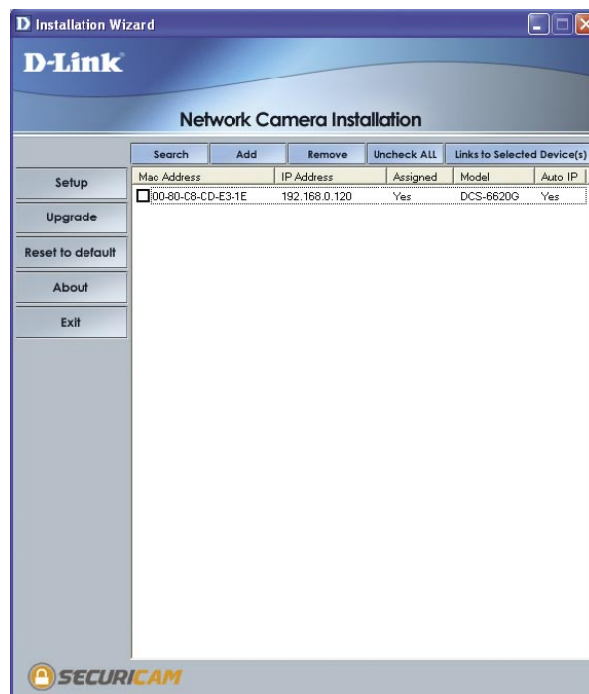 D Installation Wizard
D-Link
Network Camera Installation
Search Add Remove Uncheck ALL Links to Selected Device(s)
Mac Address IP Address Assigned Model Auto IP
00-80-C8-CD-E3-1E 192.168.0.120 Yes DCS-6620G Yes
Setup
Upgrade
Reset to default
About
Exit
SECURICAM